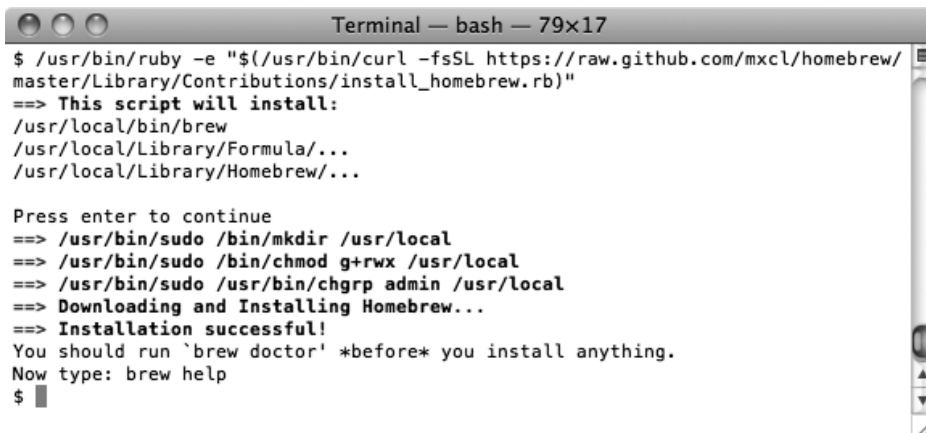 Terminal — bash — 79×17
$ /usr/bin/ruby -e "$(/usr/bin/curl -fsSL https://raw.github.com/mxcl/homebrew/
master/Library/Contributions/install_homebrew.rb)"
==> This script will install:
/usr/local/bin/brew
/usr/local/Library/Formula/...
/usr/local/Library/Homebrew/...
Press enter to continue
==> /usr/bin/sudo /bin/mkdir /usr/local
==> /usr/bin/sudo /bin/chmod g+rwx /usr/local
==> /usr/bin/sudo /usr/bin/chgrp admin /usr/local
==> Downloading and Installing Homebrew...
==> Installation successful!
You should run `brew doctor' *before* you install anything.
Now type: brew help
$